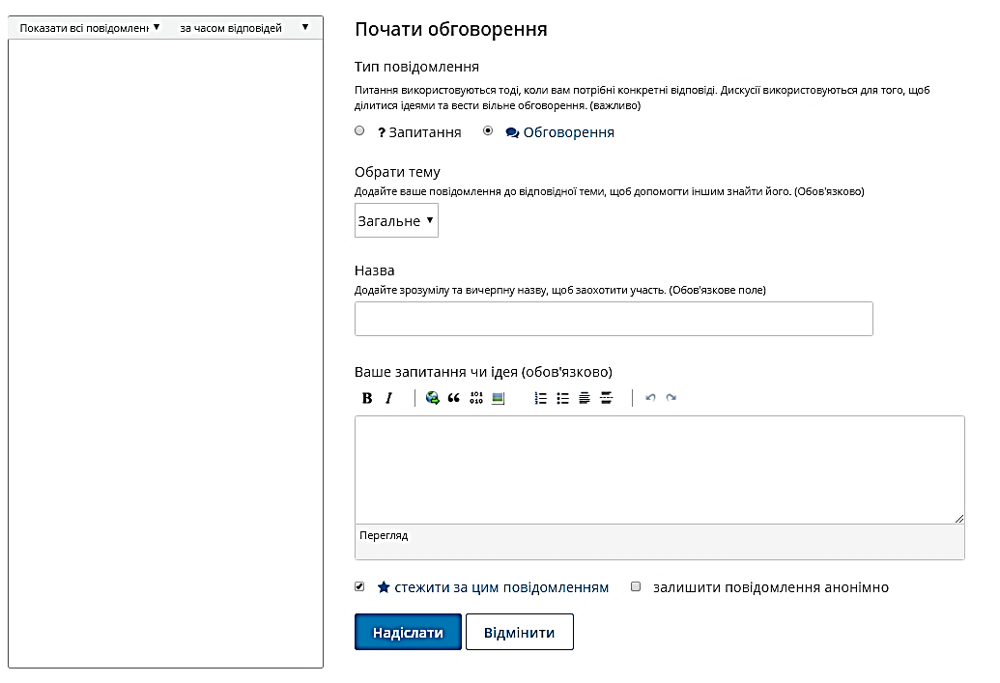 Показати всі повідомлен за часом відповідей
Почати обговорення
Тип повідомлення
Питання використовуються тоді, коли вам потрібні конкретні відповіді. Дискусії використовуються для того, щоб
ділитися ідеями та вести вільне обговорення. (важливо)
? Запитання Обговорення
Обрати тему
Додайте ваше повідомлення до відповідної теми, щоб допомогти іншим знайти його. (Обов'язково)
Загальне
Назва
Додайте зрозумілу та вичерпну назву, щоб заохотити участь. (Обов'язкове поле)
Ваше запитання чи ідея (обов'язково)
B I
Перегляд
стежити за цим повідомленням залишити повідомлення анонімно
Надіслати Відмінити